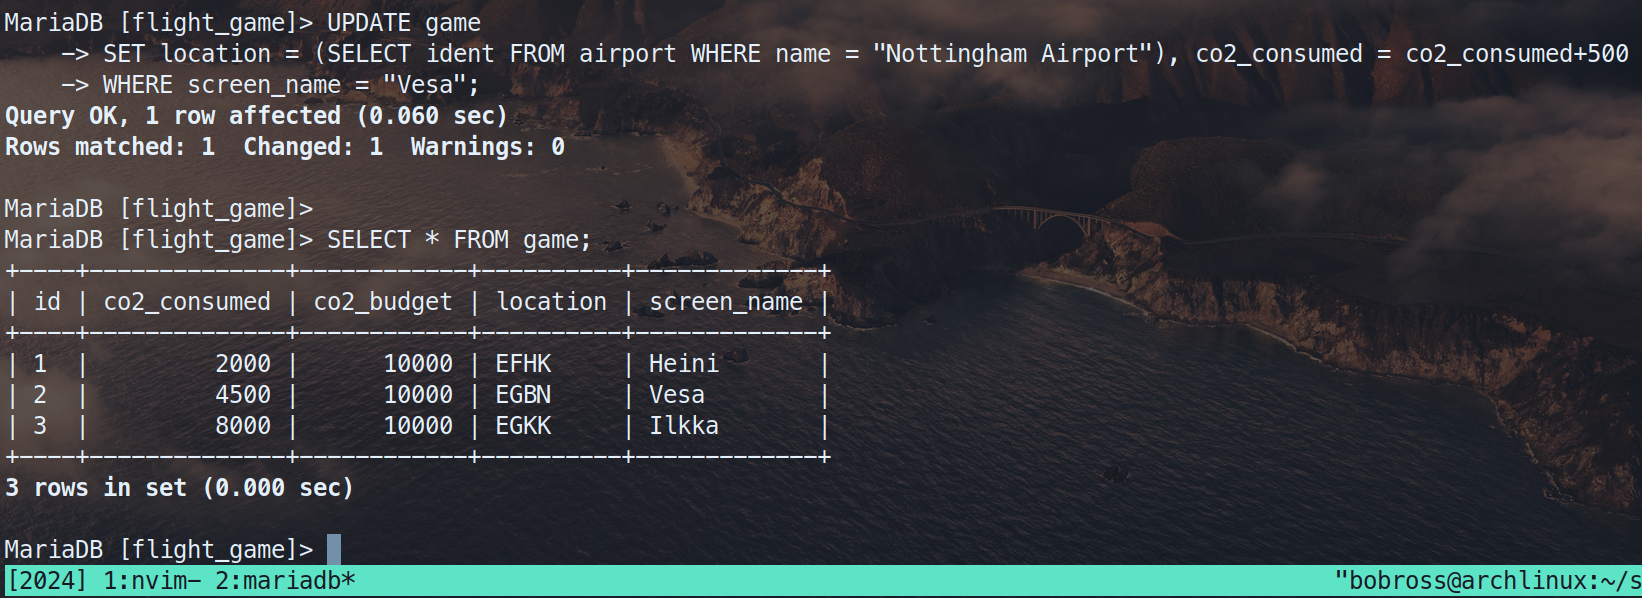 MariaDB [flight_game]> UPDATE game
    -> SET location = (SELECT ident FROM airport WHERE name = "Nottingham Airport"), co2_consumed = co2_consumed+500
    -> WHERE screen_name = "Vesa";
Query OK, 1 row affected (0.060 sec)
Rows matched: 1  Changed: 1  Warnings: 0

MariaDB [flight_game]>
MariaDB [flight_game]> SELECT * FROM game;
+----+--------------+------------+----------+-------------+
| id | co2_consumed | co2_budget | location | screen_name |
+----+--------------+------------+----------+-------------+
| 1  |         2000 |      10000 | EFHK     | Heini       |
| 2  |         4500 |      10000 | EGBN     | Vesa        |
| 3  |         8000 |      10000 | EGKK     | Ilkka       |
+----+--------------+------------+----------+-------------+
3 rows in set (0.000 sec)

MariaDB [flight_game]>
[2024] 1:nvim- 2:mariadb* "bobross@archlinux:~/s